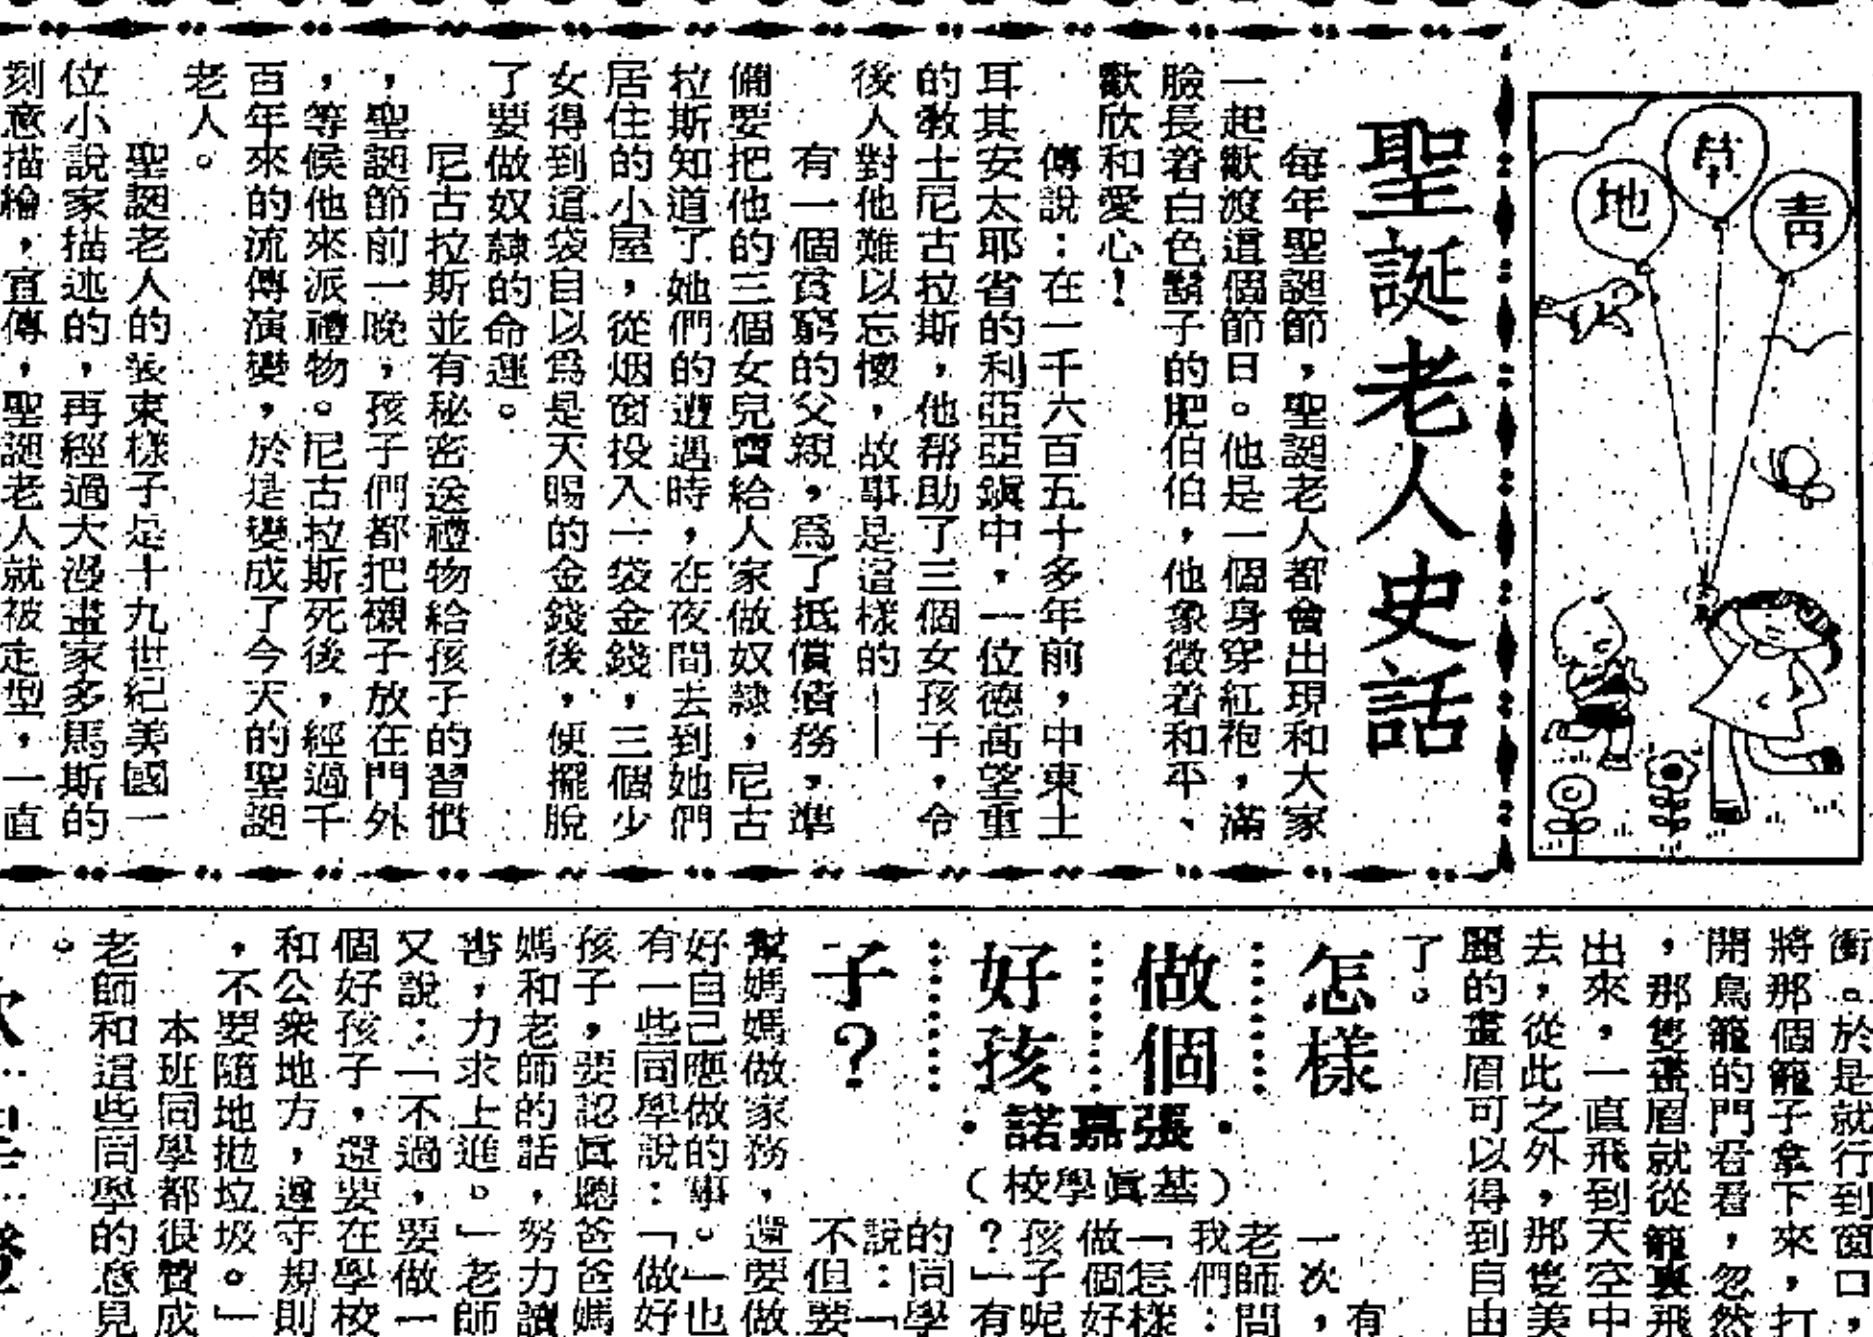 青草地
聖誕老人史話
每年聖誕節，聖誕老人都會出現和大家
一起歡渡這個節日。他是一個身穿紅袍，滿
臉長着白色鬍子的肥伯伯，他象徵着和平、
歡欣和愛心！
傳說：在一千六百五十多年前，中東土
耳其安太耶省的利亞亞鎮中，一位德高望重
的教士尼古拉斯，他帮助了三個女孩子，令
後人對他難以忘懷，故事是這樣的——
有一個貧窮的父親，爲了抵償債務，準
備要把他的三個女兒賣給人家做奴隸，尼古
拉斯知道了她們的遭遇時，在夜間去到她們
居住的小屋，從烟窗投入一袋金錢，三個少
女得到這袋自以爲是天賜的金錢後，便擺脫
了要做奴隸的命運。
尼古拉斯並有秘密送禮物給孩子的習慣
，聖誕節前一晚，孩子們都把襪子放在門外
，等候他來派禮物。尼古拉斯死後，經過千
百年來的流傳演變，於是變成了今天的聖誕
老人。
聖誕老人的裝束樣子是十九世紀美國一
位小說家描述的，再經過大漫畫家多馬斯的
刻意描繪，宣傳，聖誕老人就被定型，一直
衝。於是就行到窗口，
將那個籠子拿下來，打
開鳥籠的門看看，忽然
，那隻畫眉就從籠裏飛
出來，一直飛到天空中
去，從此之外，那隻美
麗的畫眉可以得到自由
了。
怎樣
做個
好孩
子？
·張嘉諾·
（基眞學校）
有
一次，
老師問
我們：
「怎樣
做個好
孩子呢
？」有
的同學
說：「
不但要
幫媽媽做家務，還要做
好自己應做的事。」也
有一些同學說：「做好
孩子，要認眞聽爸爸媽
媽和老師的話，努力讀
書，力求上進。」老師
又說：「不過，要做一
個好孩子，還要在學校
和公衆地方，遵守規則
，不要隨地拋垃圾。」
本班同學都很贊成
老師和這些同學的意見
。